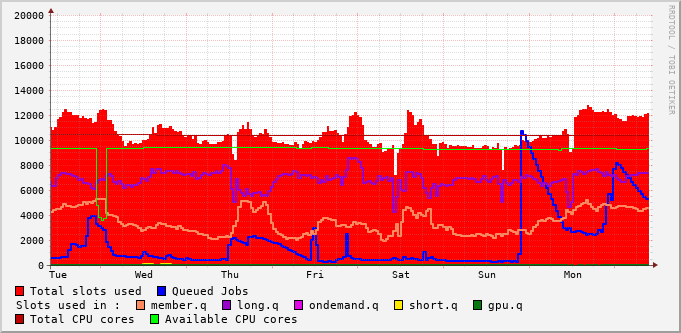 RRDTOOL / TOBI OETIKER
20000
18000
16000
14000
12000
10000
8000
6000
4000
2000
0
Tue Wed Thu Fri Sat Sun Mon
Total slots used Queued Jobs
Slots used in : member.q long.q ondemand.q short.q gpu.q
Total CPU cores Available CPU cores